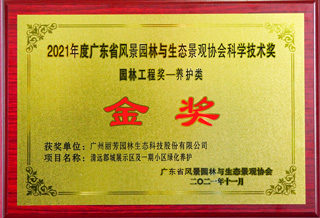 2021年度广东省风景园林与生态景观协会科学技术奖
园林工程奖—养护类
金奖
获奖单位：广州丽芳园林生态科技股份有限公司
项目名称：清远郡城展示区及一期小区绿化养护
广东省风景园林与生态景观协会
二〇二一年十一月